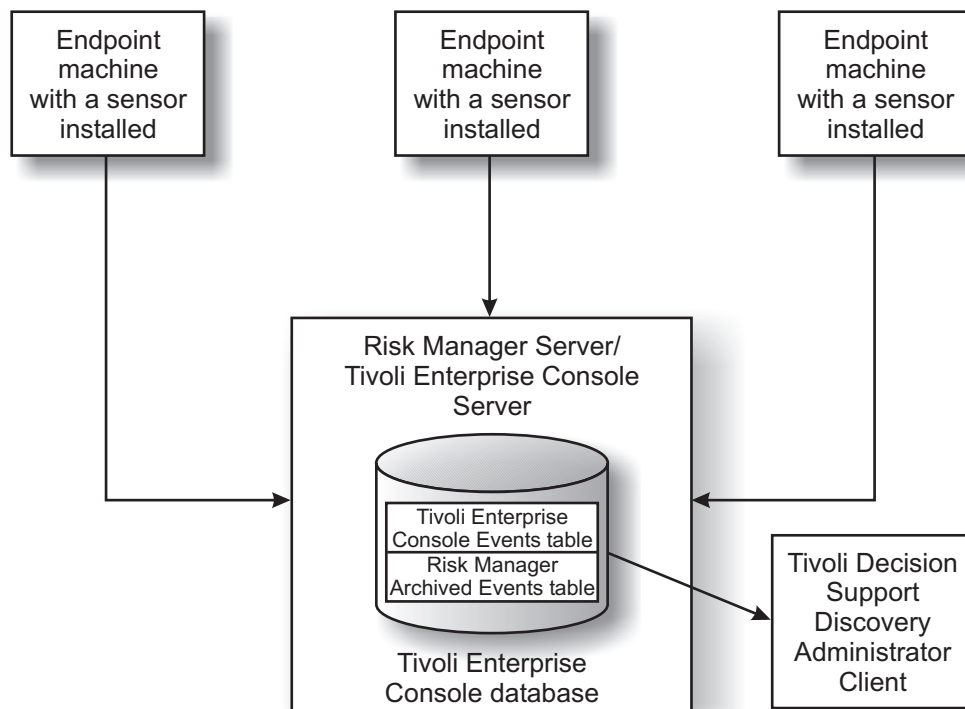 Endpoint
machine
with a sensor
installed
Endpoint
machine
with a sensor
installed
Endpoint
machine
with a sensor
installed
Risk Manager Server/
Tivoli Enterprise Console
Server
Tivoli Enterprise
Console Events table
Risk Manager
Archived Events table
Tivoli Enterprise
Console database
Tivoli Decision
Support
Discovery
Administrator
Client